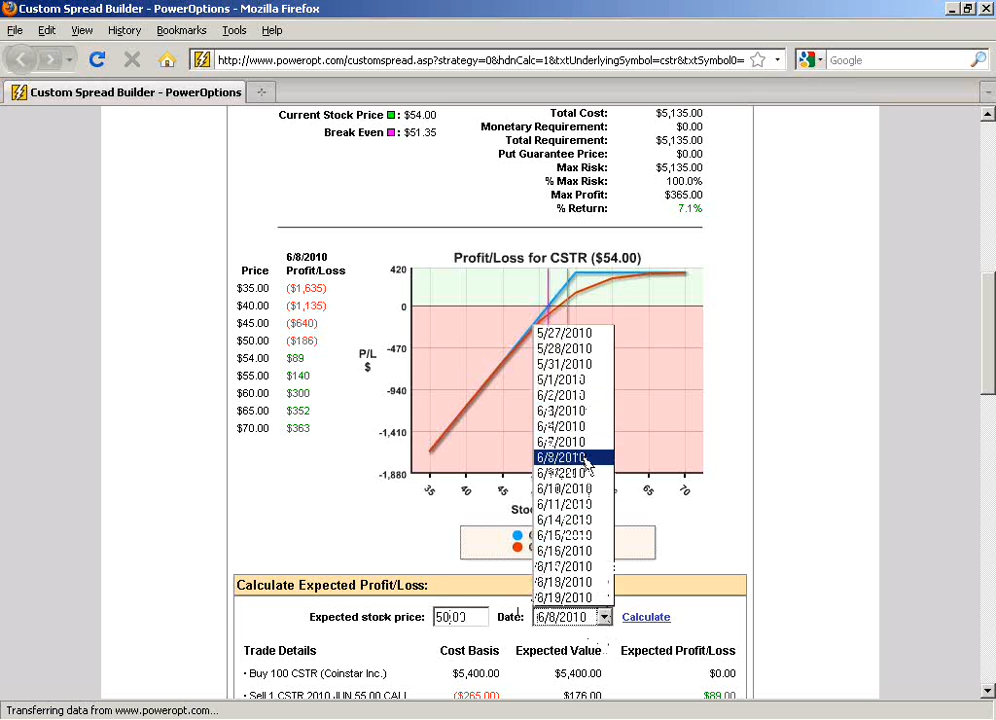 Custom Spread Builder - PowerOptions - Mozilla Firefox
File Edit View History Bookmarks Tools Help
http://www.poweropt.com/customspread.asp?strategy=0&hdnCalc=1&txtUnderlyingSymbol=cstr&txtSymbol0=
Google
Custom Spread Builder - PowerOptions
Current Stock Price : $54.00
Break Even : $51.35
Total Cost: $5,135.00
Monetary Requirement: $0.00
Total Requirement: $5,135.00
Put Guarantee Price: $0.00
Max Risk: $5,135.00
% Max Risk: 100.0%
Max Profit: $365.00
% Return: 7.1%
6/8/2010
Price Profit/Loss
$35.00 ($1,635)
$40.00 ($1,135)
$45.00 ($640)
$50.00 ($186)
$54.00 $89
$55.00 $140
$60.00 $300
$65.00 $352
$70.00 $363
Profit/Loss for CSTR ($54.00)
P/L
$
420
0
-470
-940
-1,410
-1,880
35 40 45 65 70
5/27/2010
5/28/2010
5/31/2010
6/1/2010
6/2/2010
6/3/2010
6/4/2010
6/7/2010
6/8/2010
6/9/2010
6/10/2010
6/11/2010
6/14/2010
6/15/2010
6/16/2010
6/17/2010
6/18/2010
6/19/2010
Calculate Expected Profit/Loss:
Expected stock price: 50.00 Date: 6/8/2010 Calculate
Trade Details Cost Basis Expected Value Expected Profit/Loss
• Buy 100 CSTR (Coinstar Inc.) $5,400.00 $5,400.00 $0.00
• Sell 1 CSTR 2010 JUN 55.00 CALL ($265.00) $176.00 $89.00
Transferring data from www.poweropt.com...